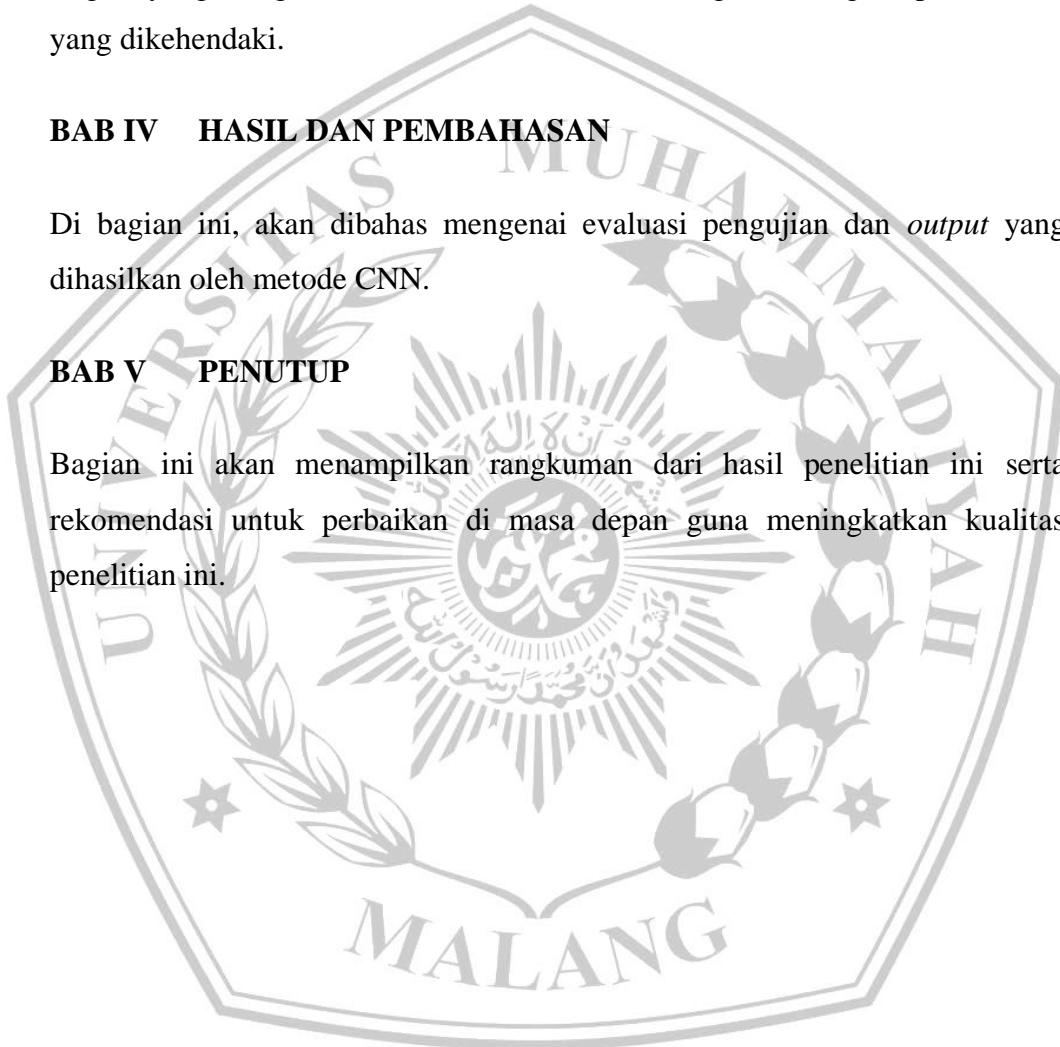 yang dikehendaki.
BAB IV HASIL DAN PEMBAHASAN
Di bagian ini, akan dibahas mengenai evaluasi pengujian dan output yang
dihasilkan oleh metode CNN.
BAB V PENUTUP
Bagian ini akan menampilkan rangkuman dari hasil penelitian ini serta
rekomendasi untuk perbaikan di masa depan guna meningkatkan kualitas
penelitian ini.
UNIVERSITAS MUHAMMADIYAH
MALANG